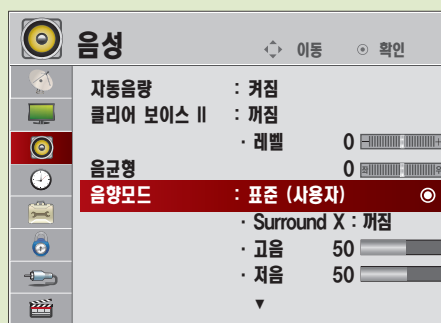 음성 이동 확인
자동음량 : 켜짐
클리어 보이스 II : 꺼짐
· 레벨 0 - +
음균형 0 좌 우
음향모드 : 표준 (사용자)
· Surround X : 꺼짐
· 고음 50
· 저음 50